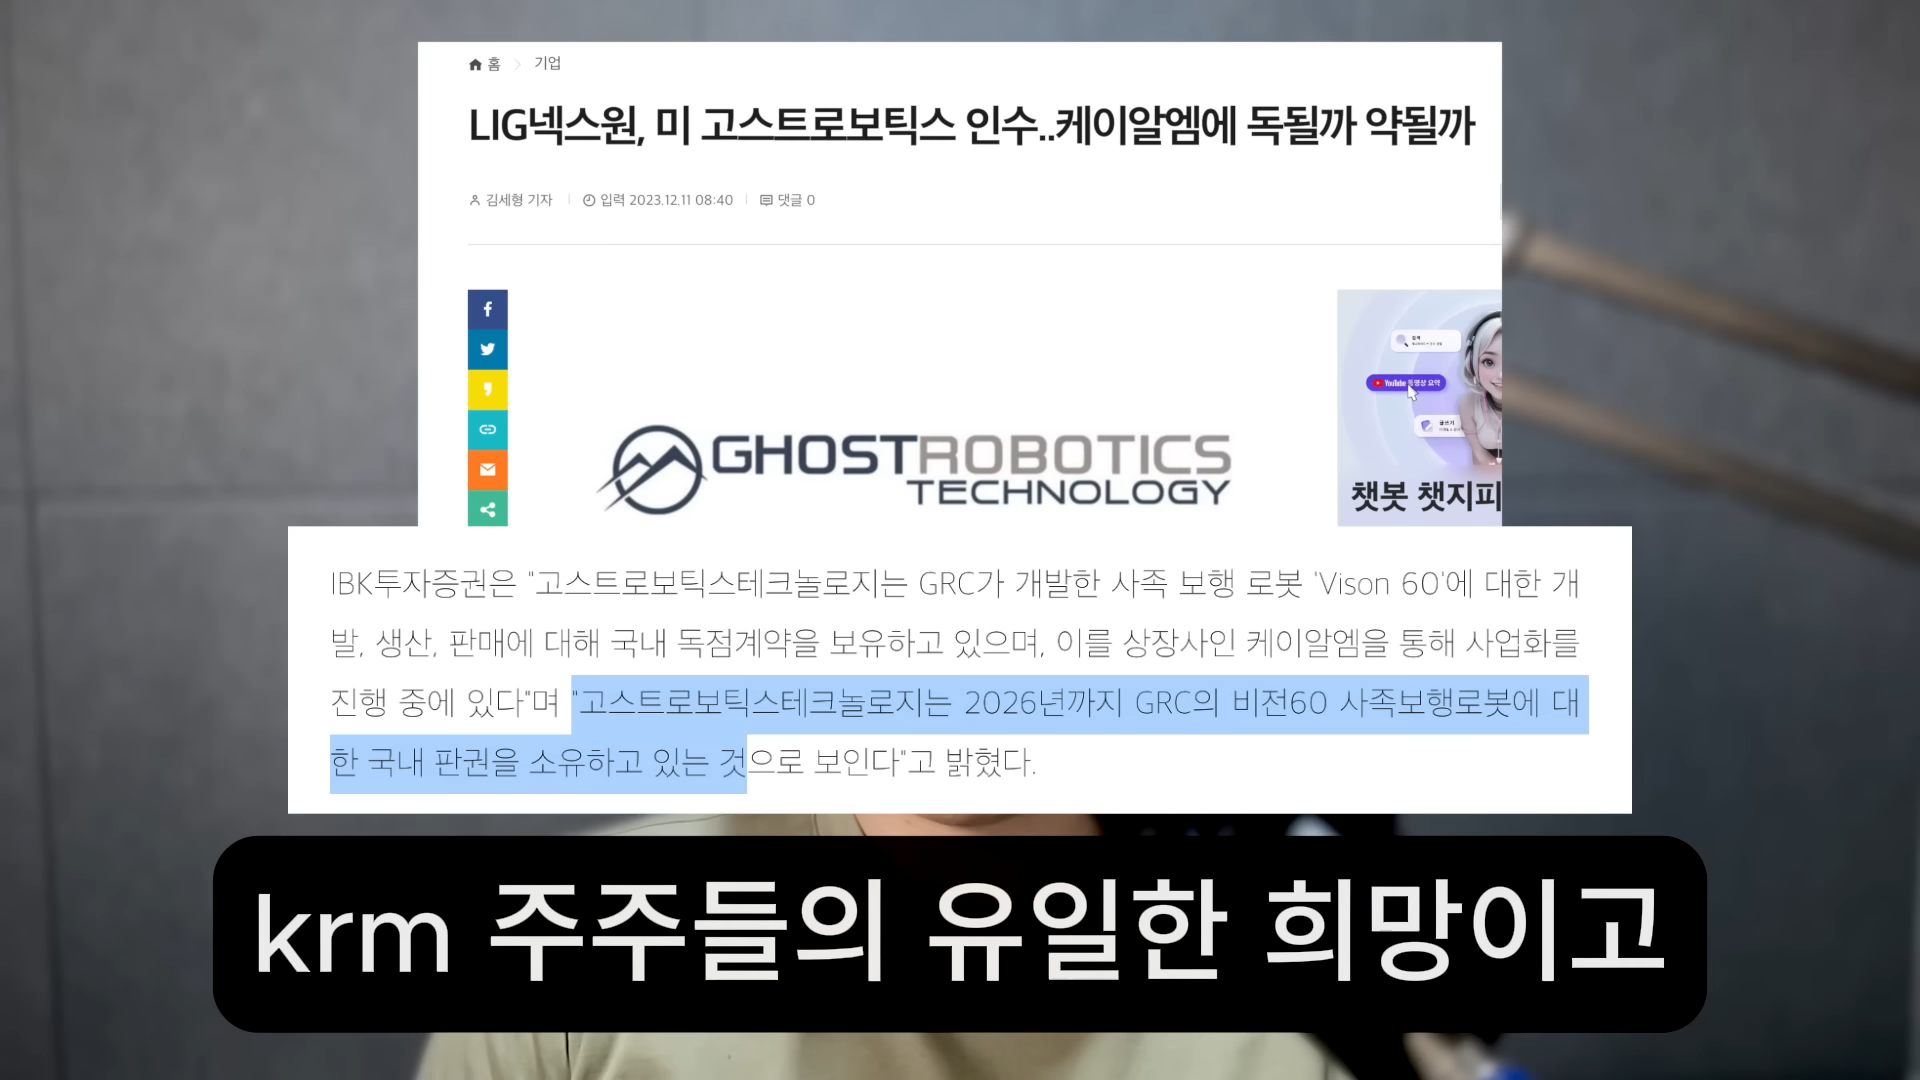 홈 > 기업
LIG넥스원, 미 고스트로보틱스 인수..케이알엠에 독될까 약될까
김세형 기자 입력 2023.12.11 08:40 댓글 0
YouTube 동영상 요약
글쓰기
챗봇 챗지피
GHOSTROBOTICS
TECHNOLOGY
IBK투자증권은 "고스트로보틱스테크놀로지는 GRC가 개발한 사족 보행 로봇 'Vison 60'에 대한 개
발, 생산, 판매에 대해 국내 독점계약을 보유하고 있으며, 이를 상장사인 케이알엠을 통해 사업화를
진행 중에 있다"며 "고스트로보틱스테크놀로지는 2026년까지 GRC의 비전60 사족보행로봇에 대
한 국내 판권을 소유하고 있는 것으로 보인다"고 밝혔다.
krm 주주들의 유일한 희망이고